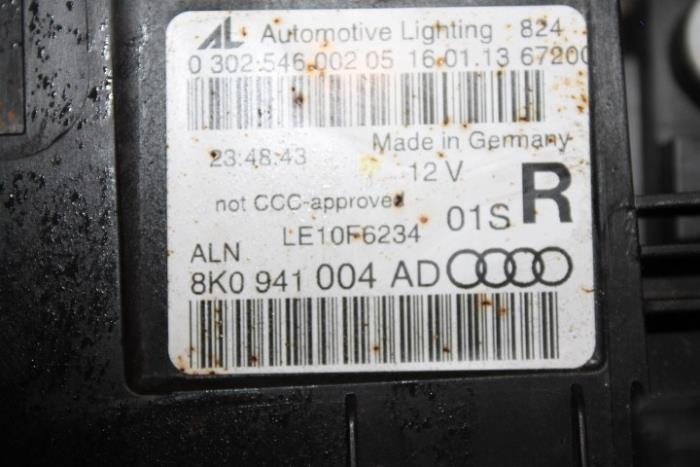 AL Automotive Lighting 824
0 302 546 002 05 16.01.13 67200
Made in Germany
23:48:43
12 V
not CCC-approved
R
01S
LE10F6234
ALN
8K0 941 004 AD